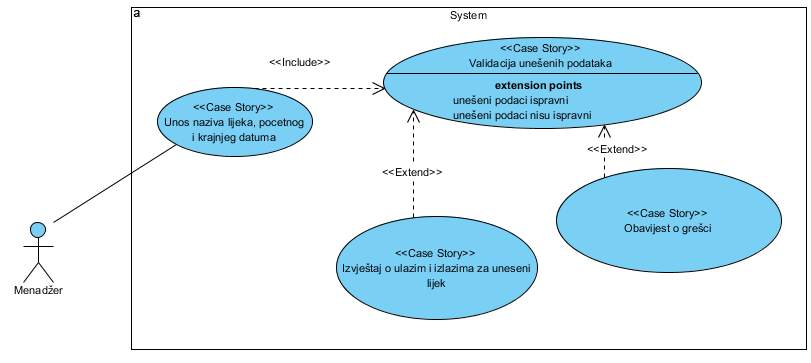 a
System
<<Include>>
<<Case Story>>
Validacija unešenih podataka
extension points
unešeni podaci ispravni
unešeni podaci nisu ispravni
<<Case Story>>
Unos naziva lijeka, pocetnog
i krajnjeg datuma
<<Extend>>
<<Extend>>
<<Case Story>>
Obavijest o grešci
<<Case Story>>
Izvještaj o ulazim i izlazima za uneseni
lijek
Menadžer